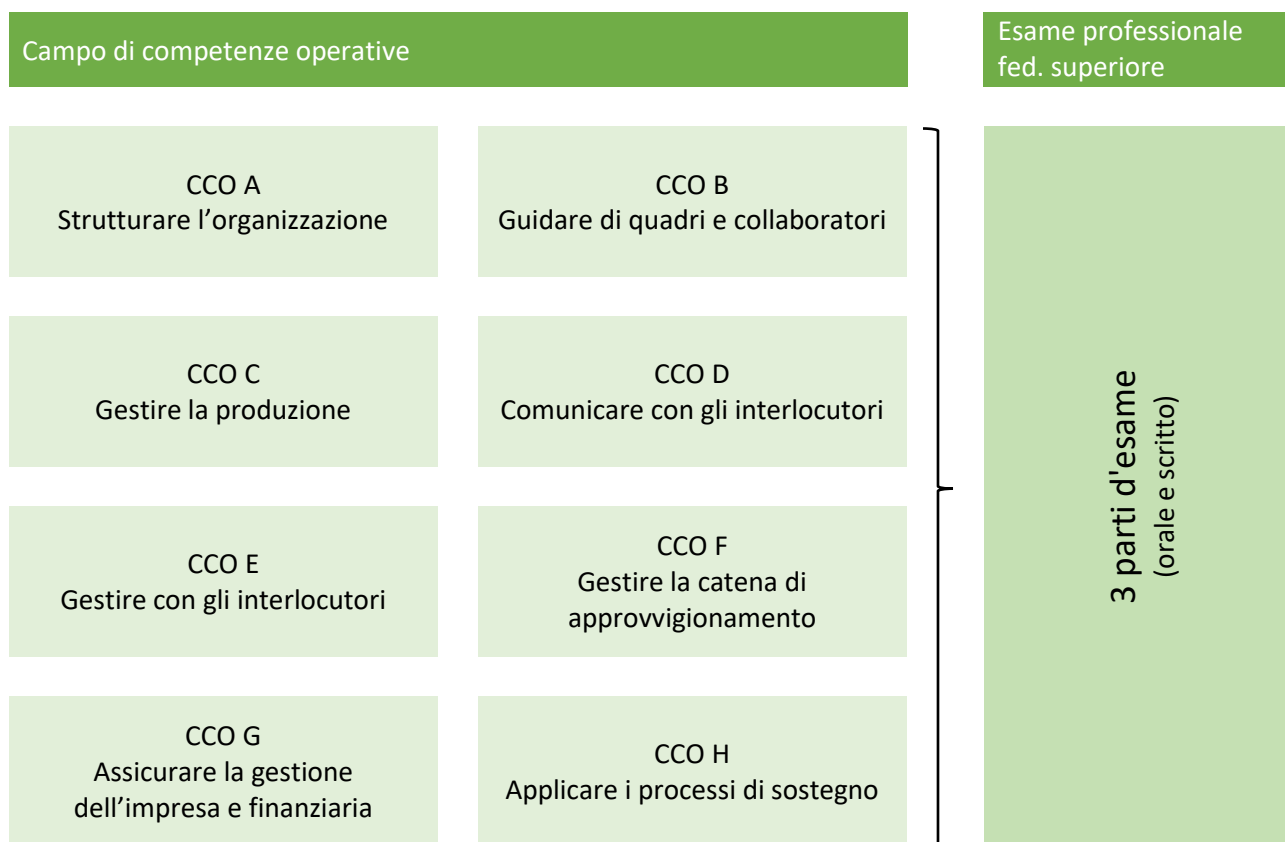 Campo di competenze operative
Esame professionale
fed. superiore
CCO A
Strutturare l’organizzazione
CCO B
Guidare di quadri e collaboratori
CCO C
Gestire la produzione
CCO D
Comunicare con gli interlocutori
CCO E
Gestire con gli interlocutori
CCO F
Gestire la catena di
approvvigionamento
CCO G
Assicurare la gestione
dell’impresa e finanziaria
CCO H
Applicare i processi di sostegno
3 parti d'esame
(orale e scritto)